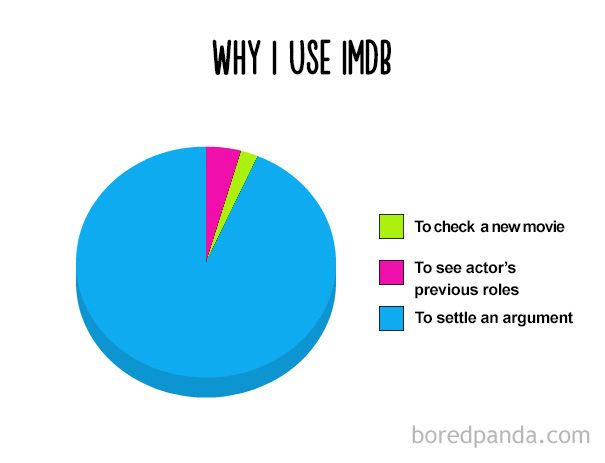 WHY I USE IMDB
To check a new movie
To see actor's
previous roles
To settle an argument
boredpanda.com